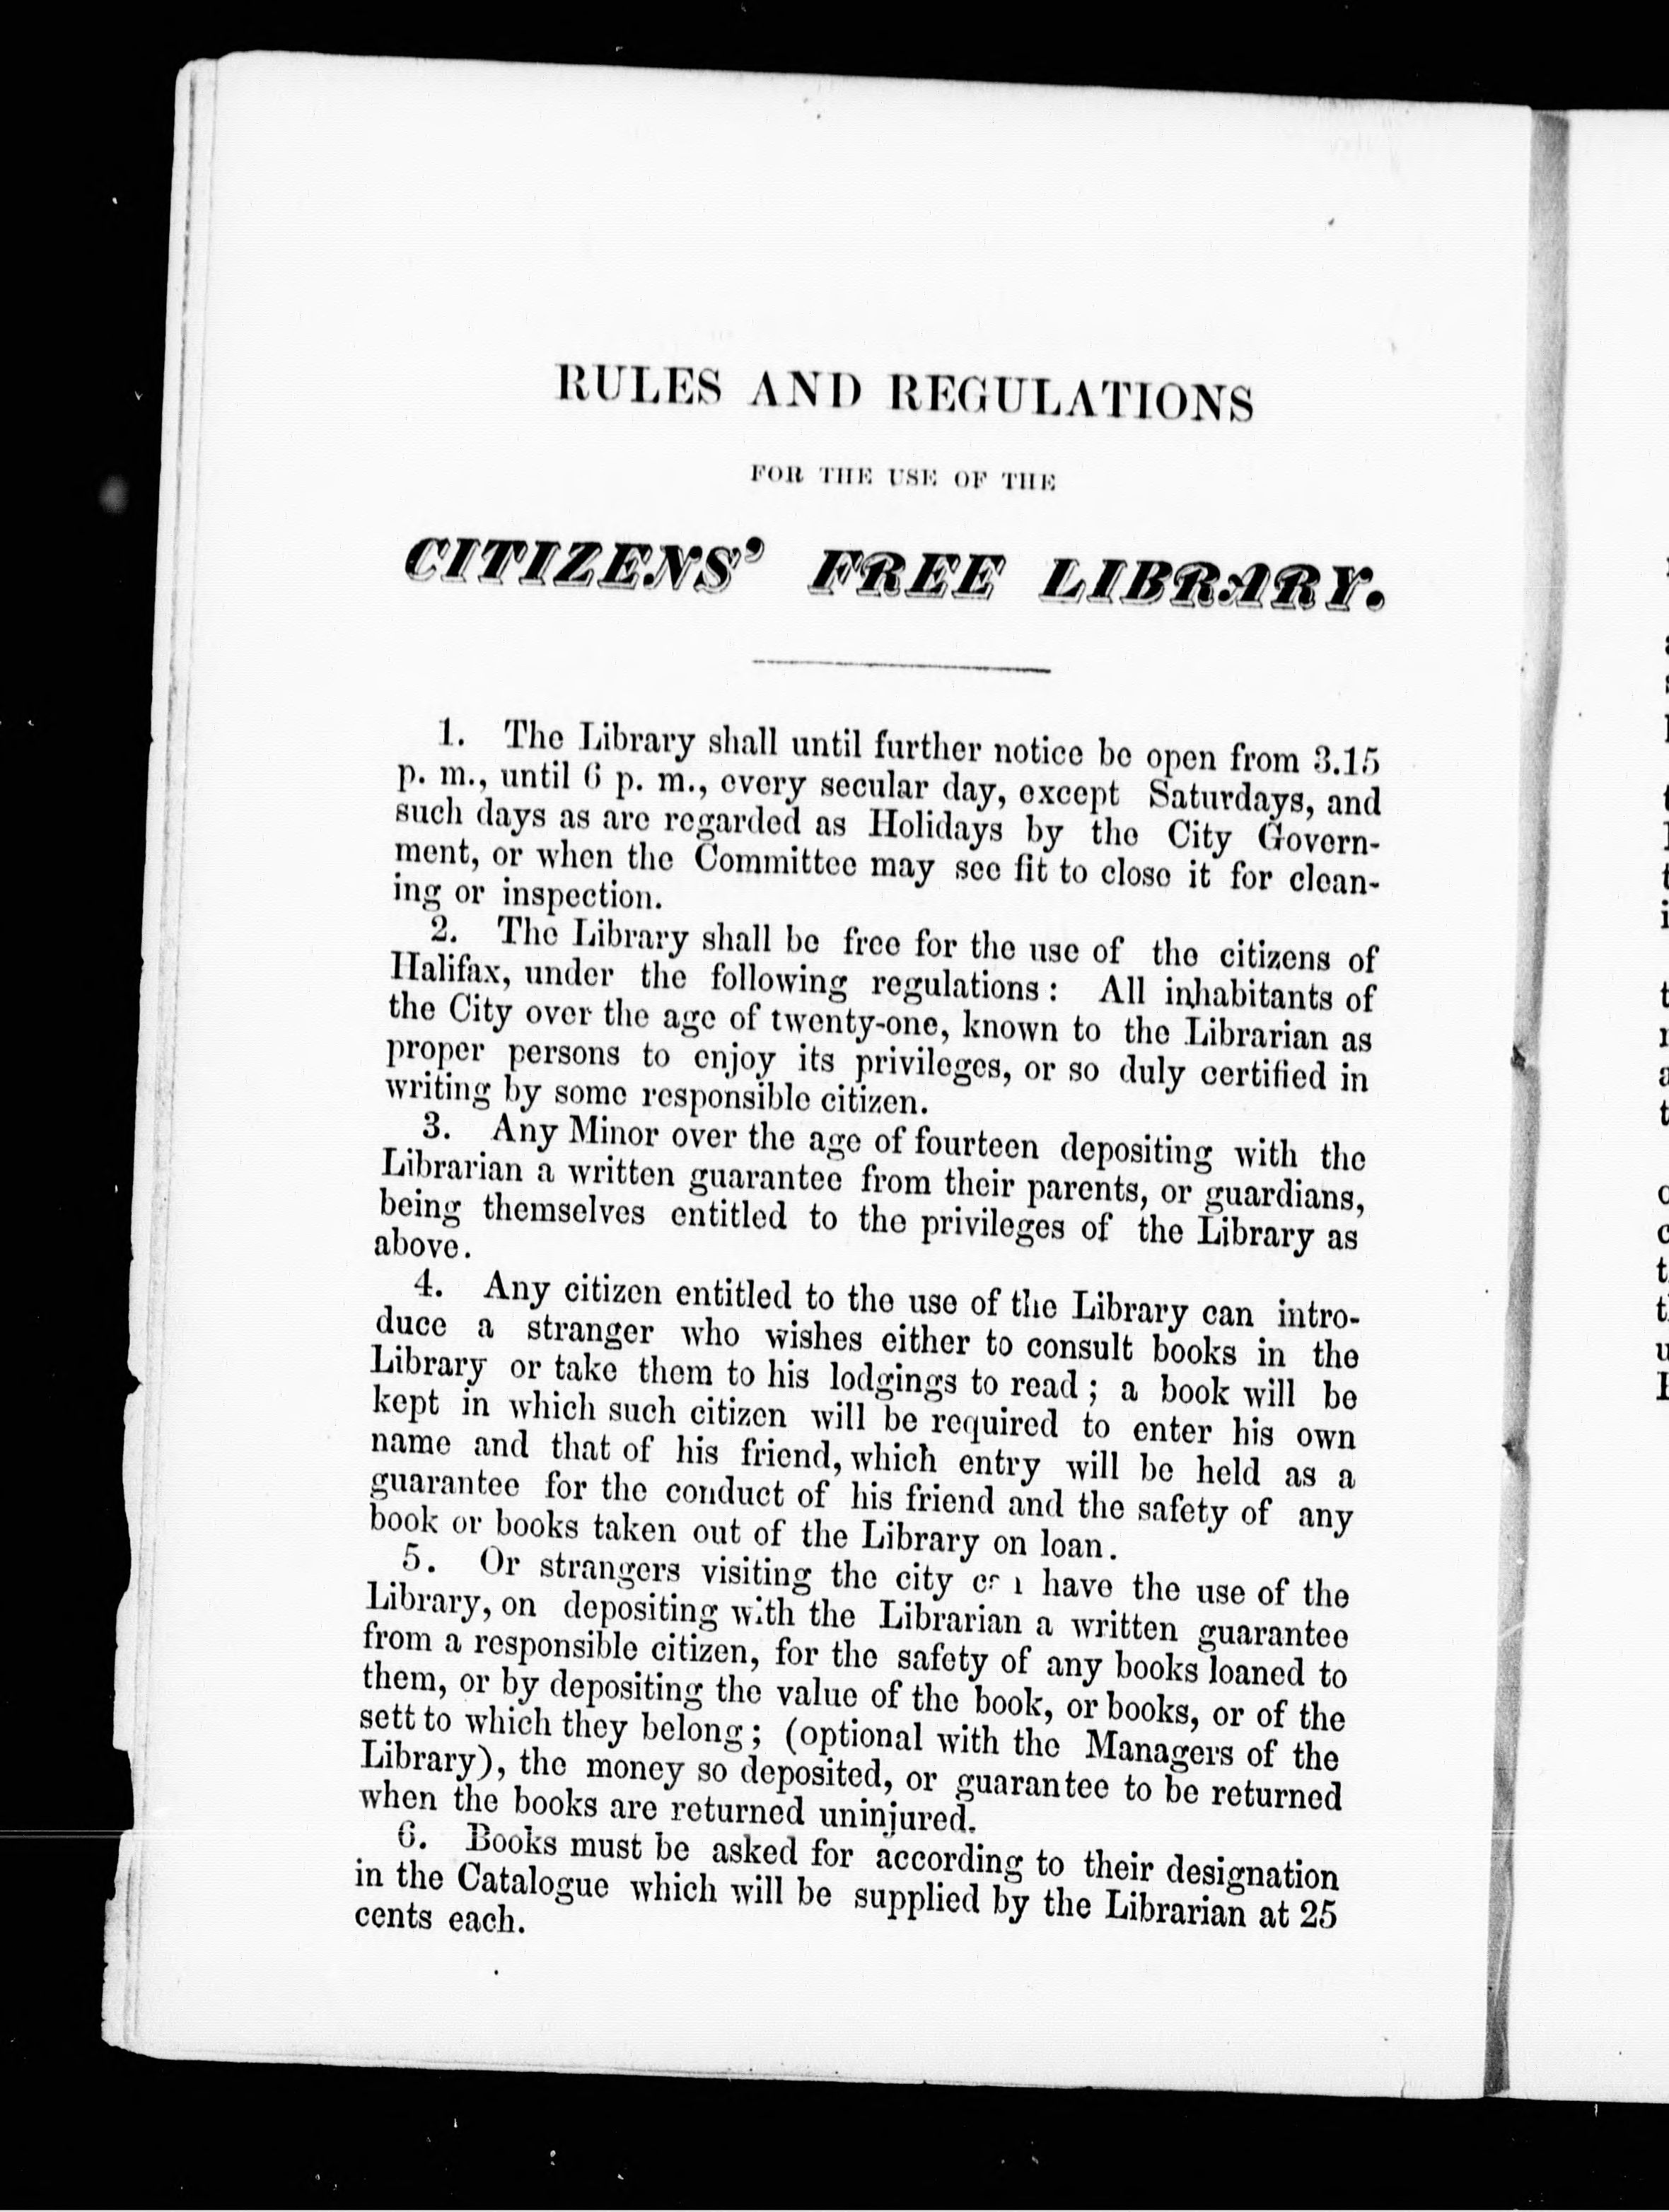 RULES AND REGULATIONS
FOR THE USE OF THE
CITIZENS' FREE LIBRARY.
1. The Library shall until further notice be open from 3.15
p. m., until 6 p. m., every secular day, except Saturdays, and
such days as are regarded as Holidays by the City Govern-
ment, or when the Committee may see fit to close it for clean-
ing or inspection.
2. The Library shall be free for the use of the citizens of
Halifax, under the following regulations: All inhabitants of
the City over the age of twenty-one, known to the Librarian as
proper persons to enjoy its privileges, or so duly certified in
writing by some responsible citizen.
3. Any Minor over the age of fourteen depositing with the
Librarian a written guarantee from their parents, or guardians,
being themselves entitled to the privileges of the Library as
above.
4. Any citizen entitled to the use of the Library can intro-
duce a stranger who wishes either to consult books in the
Library or take them to his lodgings to read; a book will be
kept in which such citizen will be required to enter his own
name and that of his friend, which entry will be held as a
guarantee for the conduct of his friend and the safety of any
book or books taken out of the Library on loan.
5. Or strangers visiting the city can have the use of the
Library, on depositing with the Librarian a written guarantee
from a responsible citizen, for the safety of any books loaned to
them, or by depositing the value of the book, or books, or of the
sett to which they belong; (optional with the Managers of the
Library), the money so deposited, or guarantee to be returned
when the books are returned uninjured.
6. Books must be asked for according to their designation
in the Catalogue which will be supplied by the Librarian at 25
cents each.